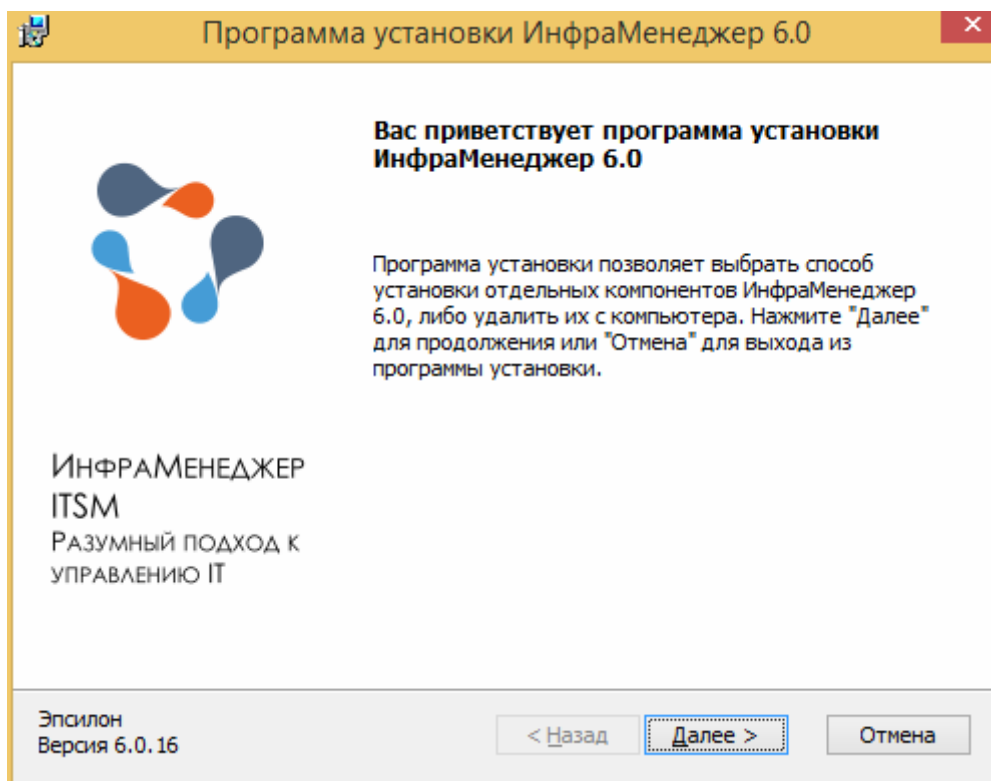 Программа установки ИнфраМенеджер 6.0
Вас приветствует программа установки
ИнфраМенеджер 6.0
Программа установки позволяет выбрать способ
установки отдельных компонентов ИнфраМенеджер
6.0, либо удалить их с компьютера. Нажмите "Далее"
для продолжения или "Отмена" для выхода из
программы установки.
ИнфраМенеджер
ITSM
Разумный подход к
управлению IT
Эпсилон
Версия 6.0.16
< Назад
Далее >
Отмена